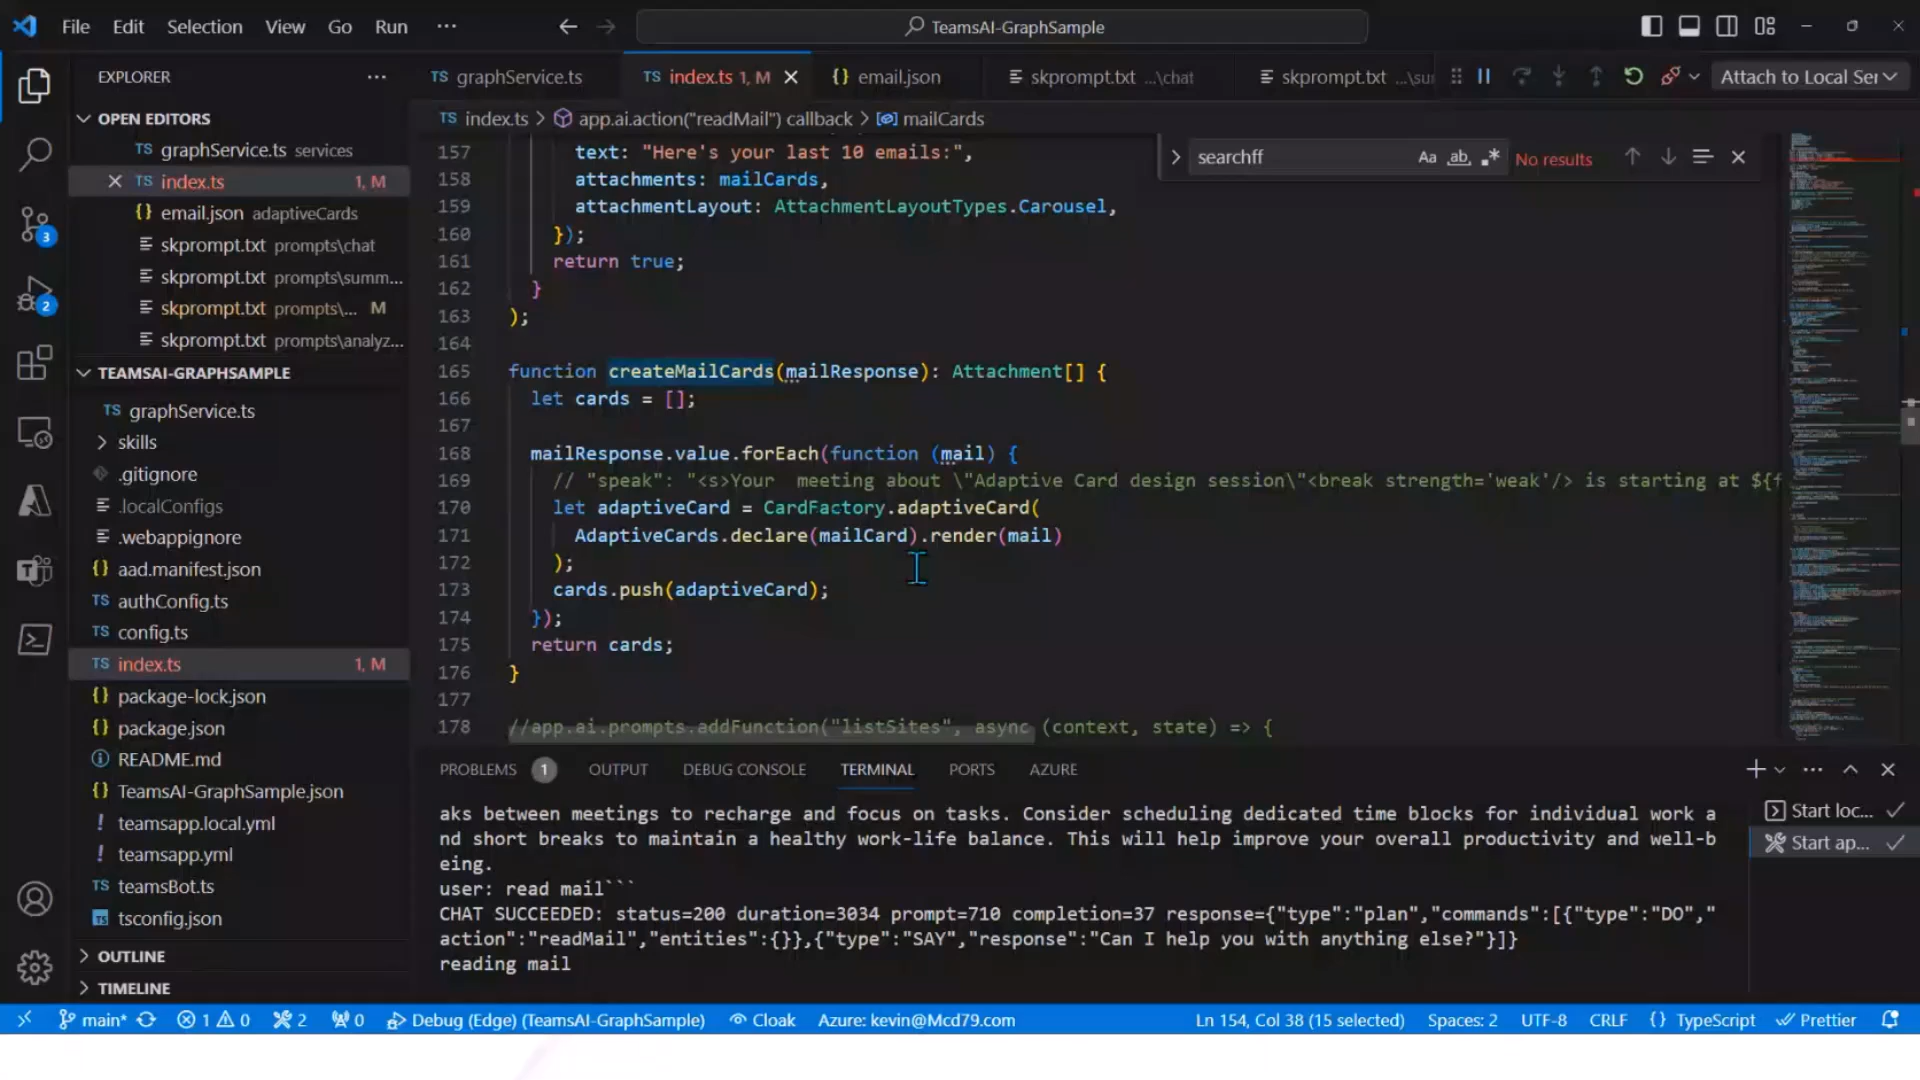 File Edit Selection View Go Run ···
TeamsAI-GraphSample
EXPLORER
OPEN EDITORS
TS graphService.ts services
TS index.ts 1, M
{} email.json adaptiveCards
skprompt.txt prompts\chat
skprompt.txt prompts\summ...
skprompt.txt prompts\... M
skprompt.txt prompts\analyz...
TEAMSAI-GRAPHSAMPLE
TS graphService.ts
skills
.gitignore
.localConfigs
.webappignore
{} aad.manifest.json
TS authConfig.ts
TS config.ts
TS index.ts 1, M
{} package-lock.json
{} package.json
README.md
{} TeamsAI-GraphSample.json
! teamsapp.local.yml
! teamsapp.yml
TS teamsBot.ts
tsconfig.json
OUTLINE
TIMELINE
3
2
TS graphService.ts TS index.ts 1, M {} email.json skprompt.txt ...\chat skprompt.txt ...\su Attach to Local Ser
TS index.ts > app.ai.action("readMail") callback > mailCards
searchff Aa ab .* No results
157 text: "Here's your last 10 emails:",
158 attachments: mailCards,
159 attachmentLayout: AttachmentLayoutTypes.Carousel,
160 });
161 return true;
162 }
163 );
164
165 function createMailCards(mailResponse): Attachment[] {
166 let cards = [];
167
168 mailResponse.value.forEach(function (mail) {
169 // "speak": "<s>Your  meeting about \"Adaptive Card design session\"<break strength='weak'/> is starting at ${f
170 let adaptiveCard = CardFactory.adaptiveCard(
171 AdaptiveCards.declare(mailCard).render(mail)
172 );
173 cards.push(adaptiveCard);
174 });
175 return cards;
176 }
177
178 //app.ai.prompts.addFunction("listSites", async (context, state) => {
PROBLEMS 1 OUTPUT DEBUG CONSOLE TERMINAL PORTS AZURE
aks between meetings to recharge and focus on tasks. Consider scheduling dedicated time blocks for individual work a
nd short breaks to maintain a healthy work-life balance. This will help improve your overall productivity and well-b
eing.
user: read mail```
CHAT SUCCEEDED: status=200 duration=3034 prompt=710 completion=37 response={"type":"plan","commands":[{"type":"DO","
action":"readMail","entities":{}},{"type":"SAY","response":"Can I help you with anything else?"}]}
reading mail
Start loc...
Start ap...
main* 1 0 2 0 Debug (Edge) (TeamsAI-GraphSample) Cloak Azure: kevin@Mcd79.com Ln 154, Col 38 (15 selected) Spaces: 2 UTF-8 CRLF {} TypeScript Prettier